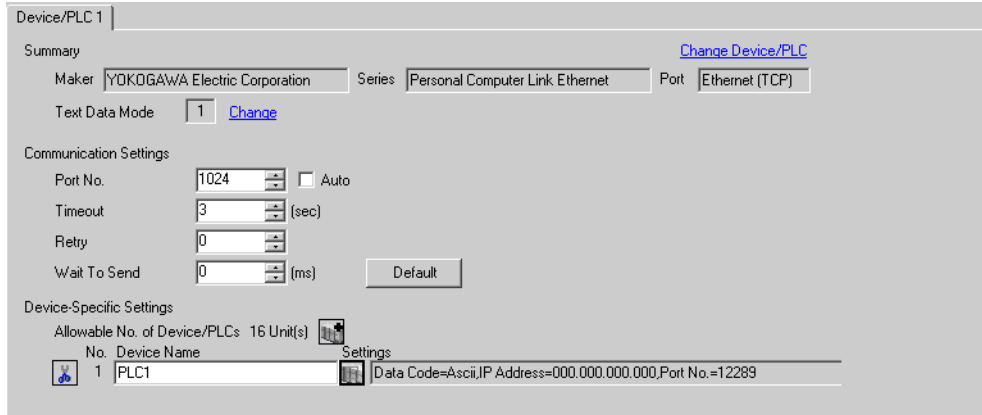 Device/PLC 1
Summary Change Device/PLC
Maker YOKOGAWA Electric Corporation Series Personal Computer Link Ethernet Port Ethernet (TCP)
Text Data Mode 1 Change
Communication Settings
Port No. 1024 Auto
Timeout 3 (sec)
Retry 0
Wait To Send 0 (ms) Default
Device-Specific Settings
Allowable No. of Device/PLCs 16 Unit(s)
No. Device Name Settings
1 PLC1 Data Code=Ascii,IP Address=000.000.000.000,Port No.=12289